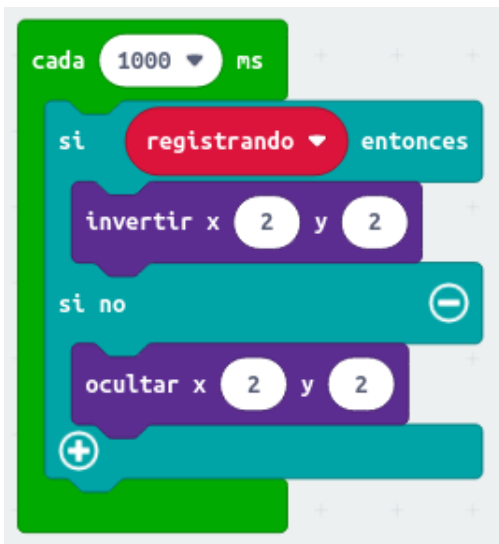 cada 1000 ms
si registrando entonces
invertir x 2 y 2
si no
ocultar x 2 y 2